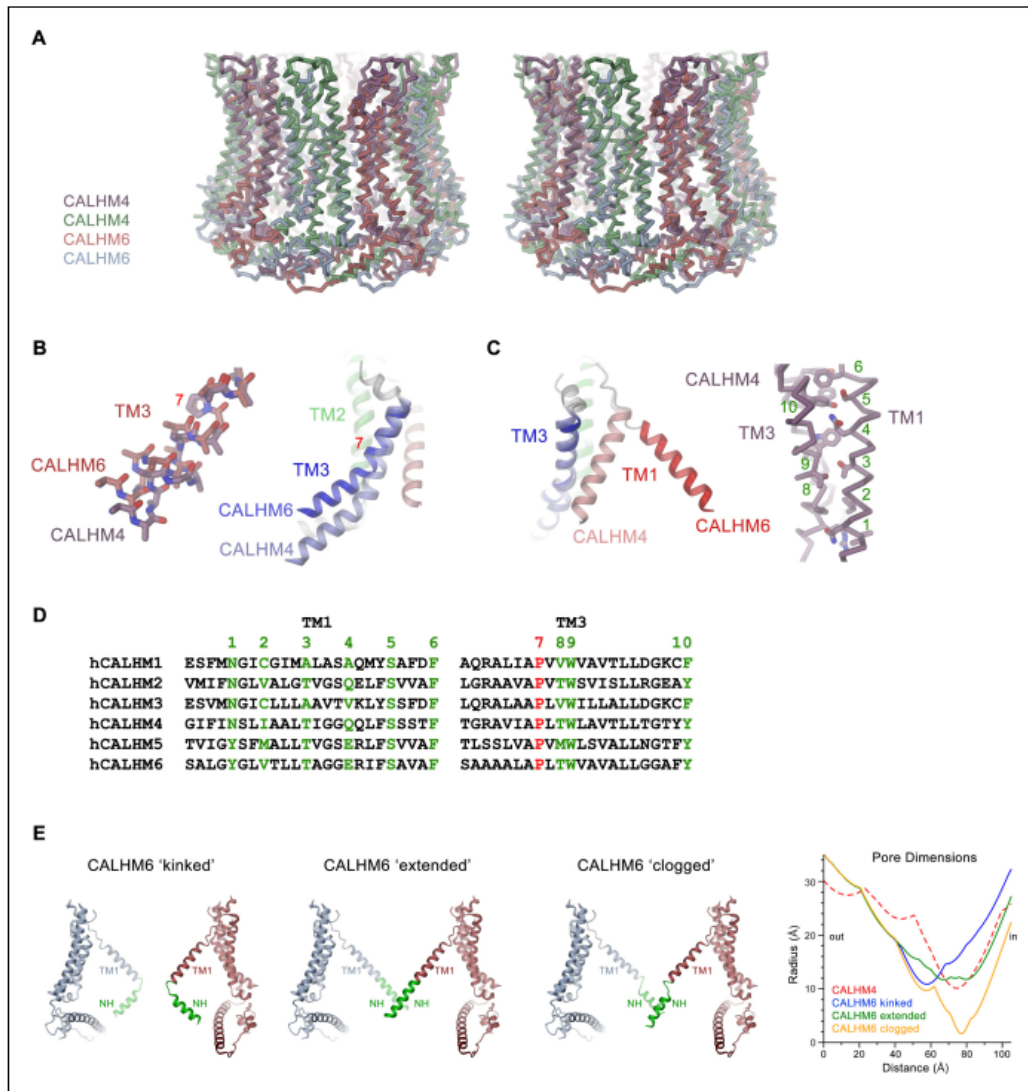 A
CALHM4
CALHM4
CALHM6
CALHM6
B
7
TM3
CALHM6
CALHM4
TM2
7
TM3
CALHM6
CALHM4
C
TM3
TM1
CALHM4
CALHM6
CALHM4
6
5
10
TM1
4
TM3
3
9
8
2
1
D
TM1 TM3
1 2 3 4 5 6 7 89 10
hCALHM1 ESFMNGICGIMALASAQMYSAFDF AQRALIAPVVWVAVTLLDGKCF
hCALHM2 VMIFNGLVALGTVGSQELFSVVAF LGRAAVAPVTWSVISLLRGEAY
hCALHM3 ESVMNGICLLLAAVTVKLYSSFDF LQRALAAPLVWILLALLDGKCF
hCALHM4 GIFINSLIAALTIGGQQLFSSSTF TGRAVIAPLTWLAVTLLTGTYY
hCALHM5 TVIGYSFMALLTVGSERLFSVVAF TLSSLVAPVMWLSVALLNGTFY
hCALHM6 SALGYGLVTLLTAGGERIFSAVAF SAAALALAPLTWVAVALLGGAFY
E
CALHM6 ‘kinked’
TM1
TM1
NH
NH
CALHM6 ‘extended’
TM1
TM1
NH
NH
CALHM6 ‘clogged’
TM1
TM1
NH
NH
Pore Dimensions
30
20
10
0
Radius (Å)
out
in
CALHM4
CALHM6 kinked
CALHM6 extended
CALHM6 clogged
0 20 40 60 80 100
Distance (Å)